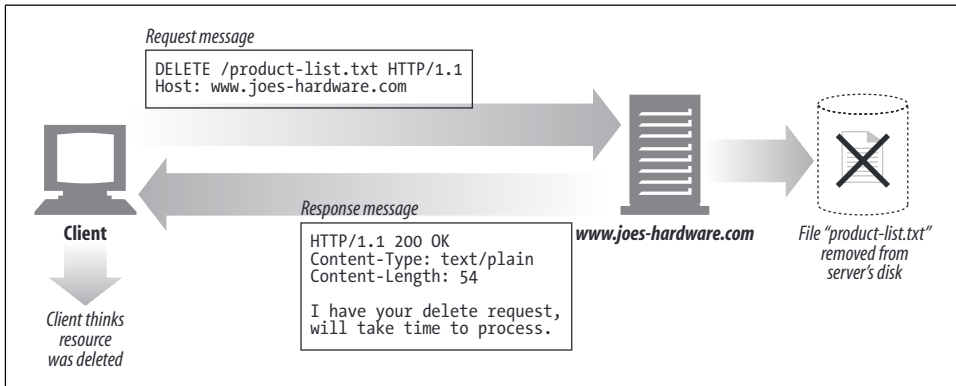 Request message
DELETE /product-list.txt HTTP/1.1
Host: www.joes-hardware.com
Client
www.joes-hardware.com
Response message
HTTP/1.1 200 OK
Content-Type: text/plain
Content-Length: 54
I have your delete request,
will take time to process.
File "product-list.txt"
removed from
server's disk
Client thinks
resource
was deleted